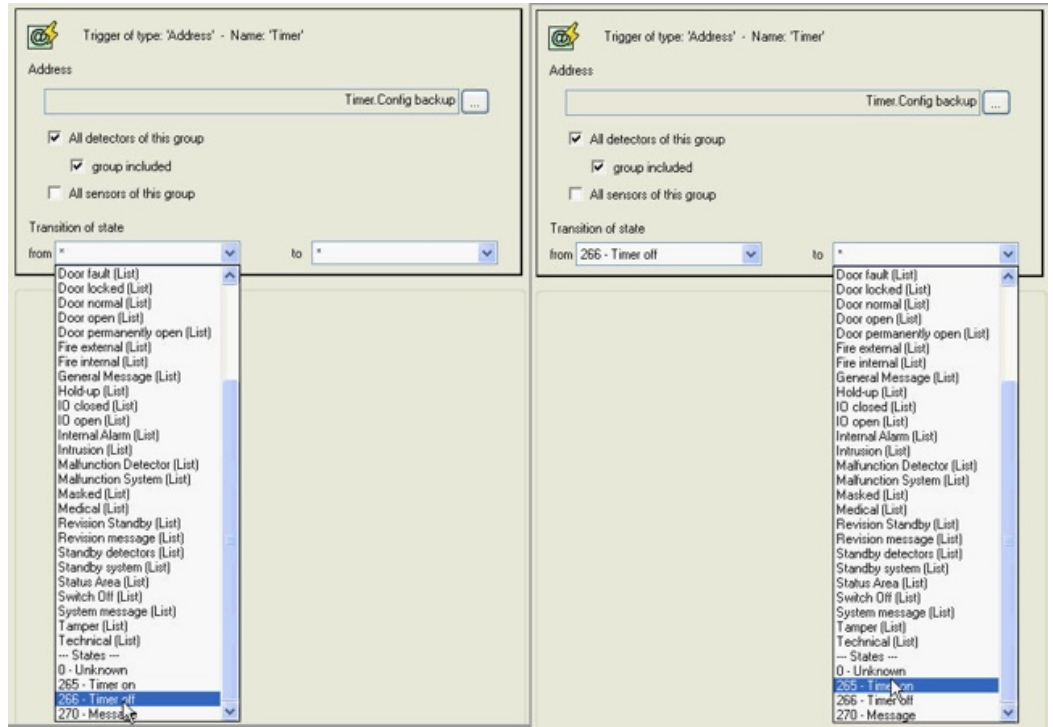 Trigger of type: 'Address' - Name: 'Timer'
Address
Timer.Config backup ...
All detectors of this group
group included
All sensors of this group
Transition of state
from * to *
Door fault (List)
Door locked (List)
Door normal (List)
Door open (List)
Door permanently open (List)
Fire external (List)
Fire internal (List)
General Message (List)
Hold-up (List)
IO closed (List)
IO open (List)
Internal Alarm (List)
Intrusion (List)
Malfunction Detector (List)
Malfunction System (List)
Masked (List)
Medical (List)
Revision Standby (List)
Revision message (List)
Standby detectors (List)
Standby system (List)
Status Area (List)
Switch Off (List)
System message (List)
Tamper (List)
Technical (List)
--- States ---
0 - Unknown
265 - Timer on
266 - Timer off
270 - Message
Trigger of type: 'Address' - Name: 'Timer'
Address
Timer.Config backup ...
All detectors of this group
group included
All sensors of this group
Transition of state
from 266 - Timer off to *
Door fault (List)
Door locked (List)
Door normal (List)
Door open (List)
Door permanently open (List)
Fire external (List)
Fire internal (List)
General Message (List)
Hold-up (List)
IO closed (List)
IO open (List)
Internal Alarm (List)
Intrusion (List)
Malfunction Detector (List)
Malfunction System (List)
Masked (List)
Medical (List)
Revision Standby (List)
Revision message (List)
Standby detectors (List)
Standby system (List)
Status Area (List)
Switch Off (List)
System message (List)
Tamper (List)
Technical (List)
--- States ---
0 - Unknown
265 - Timer on
266 - Timer off
270 - Message